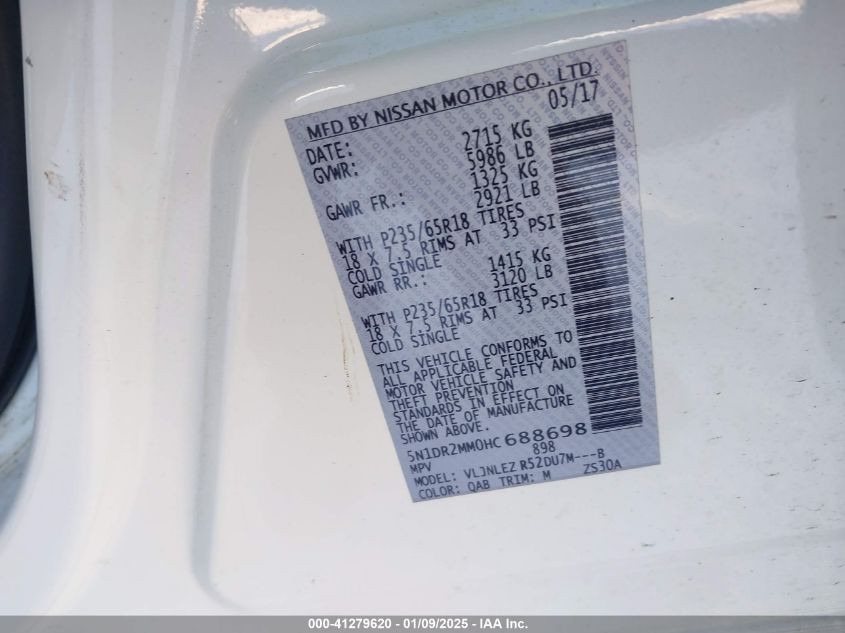 MFD BY NISSAN MOTOR CO., LTD.
DATE: 05/17
GVWR: 2715 KG
5986 LB
GAWR FR.: 1325 KG
2921 LB
WITH P235/65R18 TIRES
18 X 7.5 RIMS AT 33 PSI
COLD SINGLE
GAWR RR.: 1415 KG
3120 LB
WITH P235/65R18 TIRES
18 X 7.5 RIMS AT 33 PSI
COLD SINGLE
THIS VEHICLE CONFORMS TO
ALL APPLICABLE FEDERAL
MOTOR VEHICLE SAFETY AND
THEFT PREVENTION
STANDARDS IN EFFECT ON
THE DATE OF MANUFACTURE
SHOWN ABOVE.
5N1DR2MM0HC688698
MPV 898
MODEL: VLJNLEZ R52DU7M---B
COLOR: QAB TRIM: M ZS30A
000-41279620 — 01/09/2025 — IAA Inc.